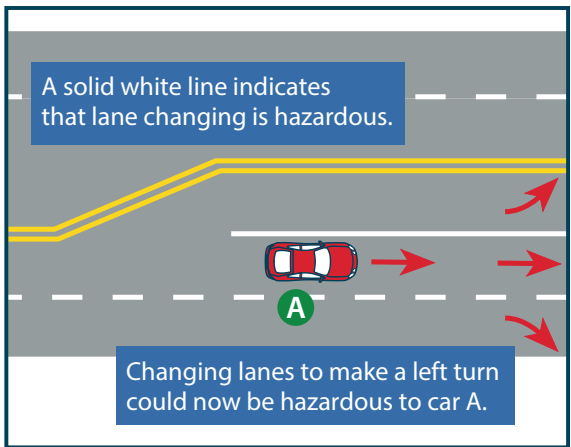 A solid white line indicates
that lane changing is hazardous.
A
Changing lanes to make a left turn
could now be hazardous to car A.